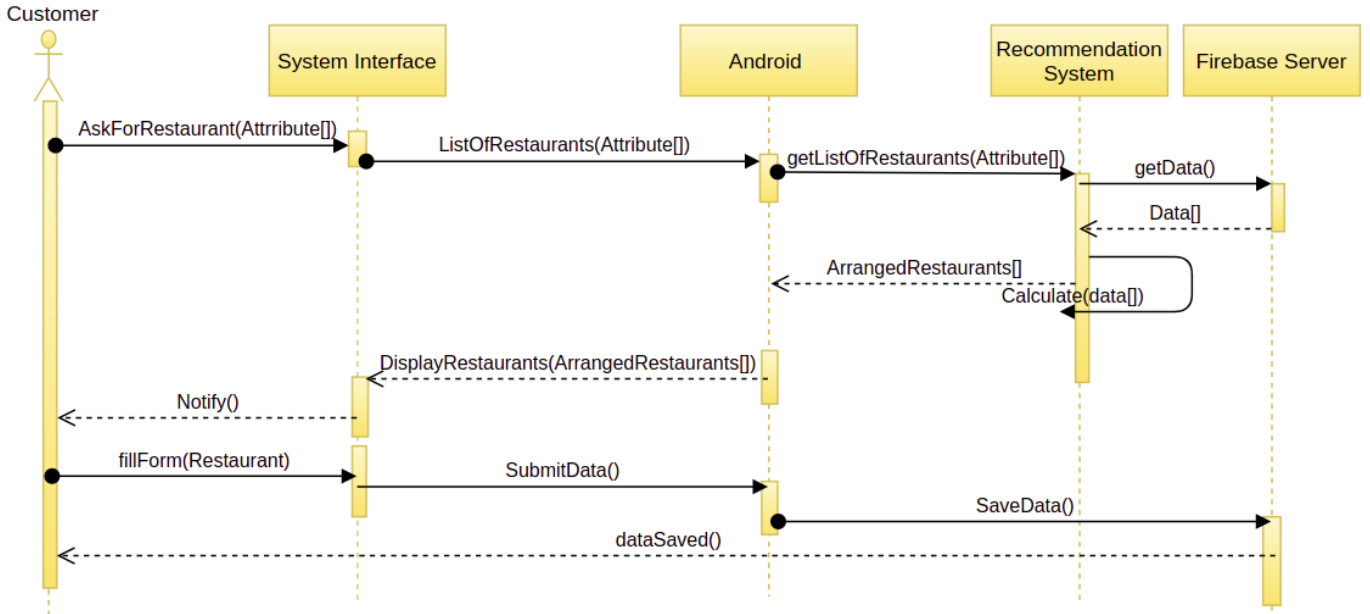 Customer
System Interface
Android
Recommendation
System
Firebase Server
AskForRestaurant(Attrribute[])
ListOfRestaurants(Attribute[])
getListOfRestaurants(Attribute[])
getData()
Data[]
ArrangedRestaurants[]
Calculate(data[])
DisplayRestaurants(ArrangedRestaurants[])
Notify()
fillForm(Restaurant)
SubmitData()
SaveData()
dataSaved()